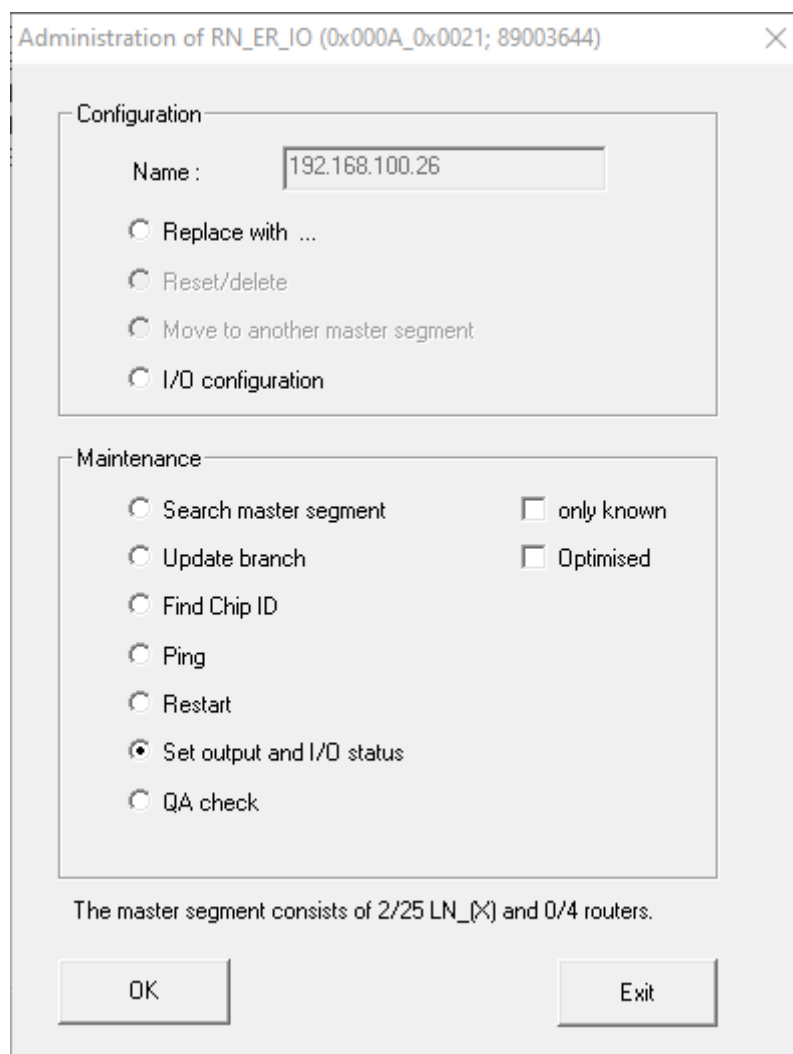 Administration of RN_ER_IO (0x000A_0x0021; 89003644)
Configuration
Name : 192.168.100.26
Replace with ...
Reset/delete
Move to another master segment
I/O configuration
Maintenance
Search master segment only known
Update branch Optimised
Find Chip ID
Ping
Restart
Set output and I/O status
QA check
The master segment consists of 2/25 LN_(X) and 0/4 routers.
OK Exit